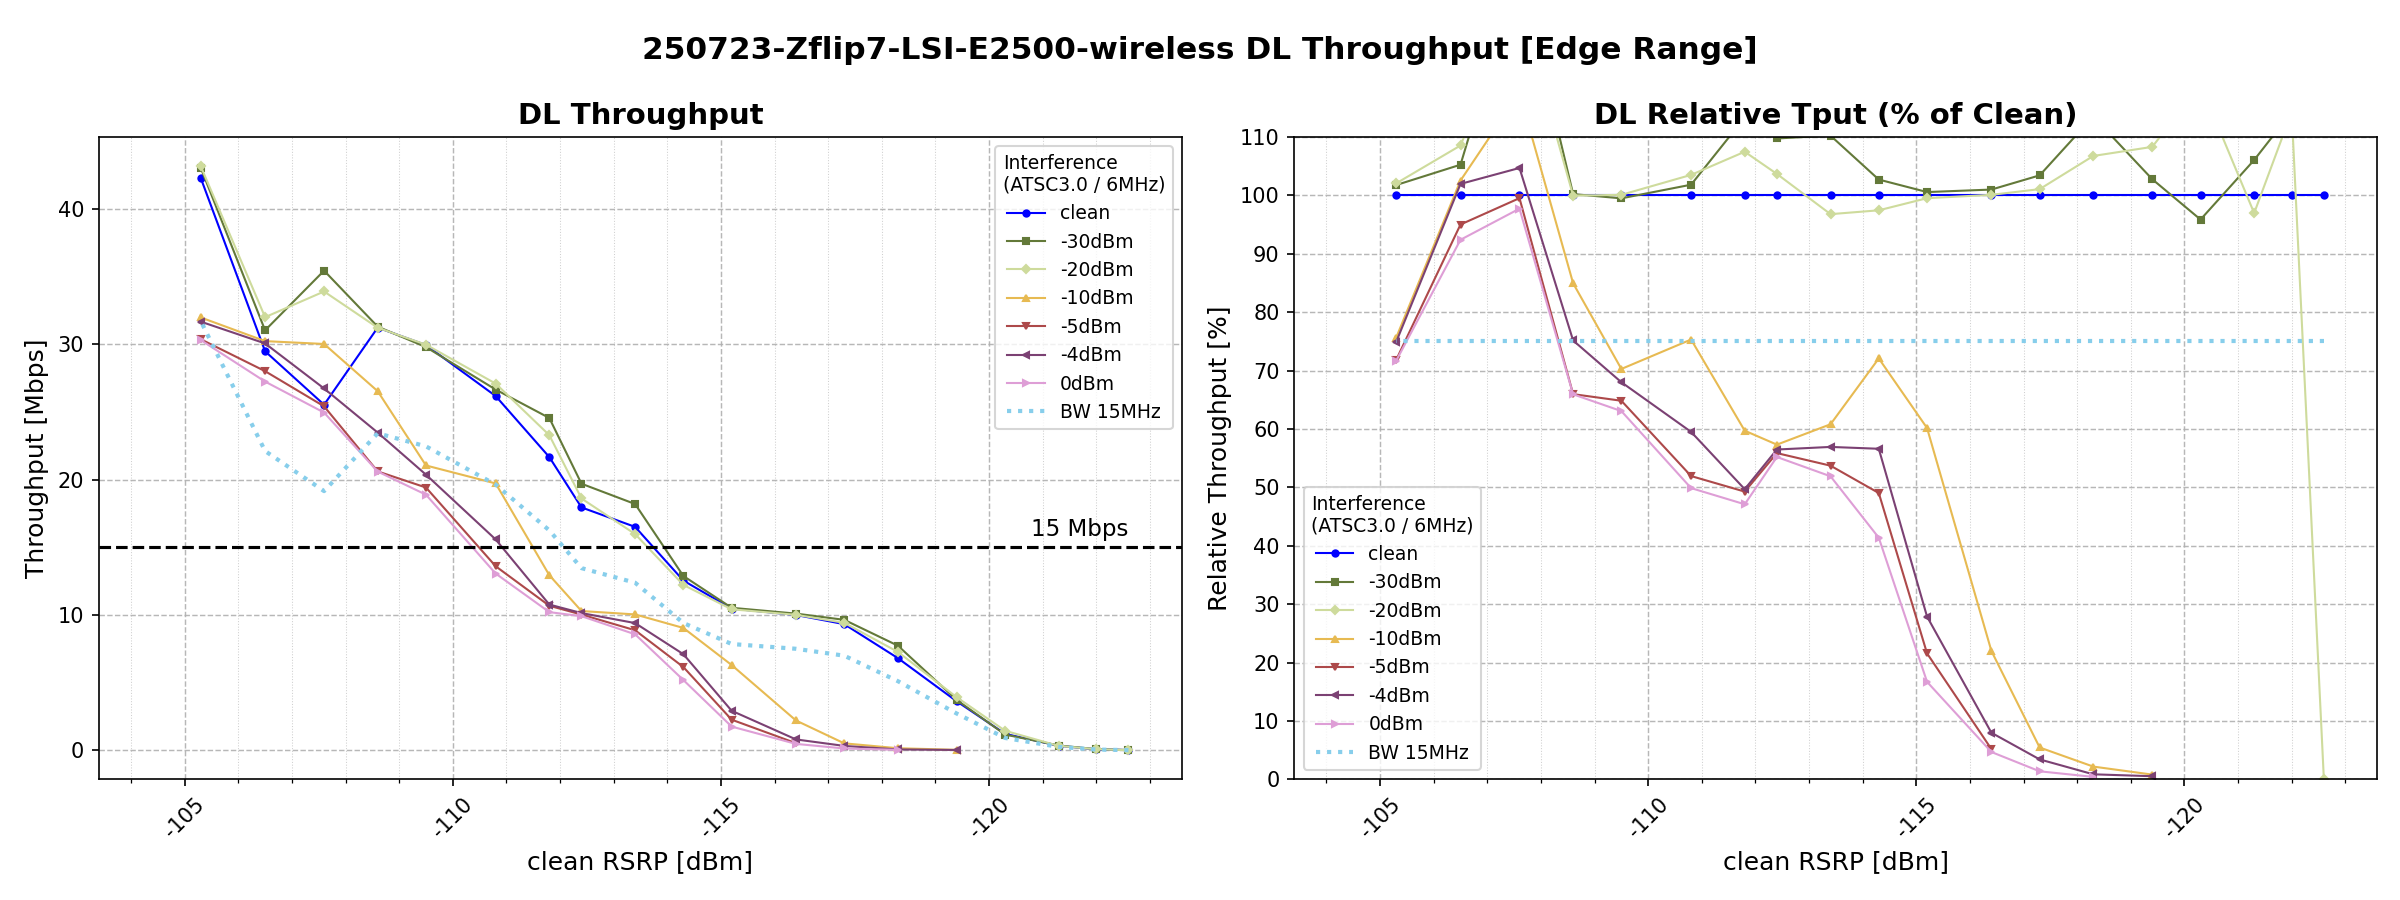 250723-Zflip7-LSI-E2500-wireless DL Throughput [Edge Range]
DL Throughput
Throughput [Mbps]
40
30
20
10
0
15 Mbps
Interference
(ATSC3.0 / 6MHz)
clean
-30dBm
-20dBm
-10dBm
-5dBm
-4dBm
0dBm
BW 15MHz
-105
-110
-115
-120
clean RSRP [dBm]
DL Relative Tput (% of Clean)
Relative Throughput [%]
110
100
90
80
70
60
50
40
30
20
10
0
Interference
(ATSC3.0 / 6MHz)
clean
-30dBm
-20dBm
-10dBm
-5dBm
-4dBm
0dBm
BW 15MHz
-105
-110
-115
-120
clean RSRP [dBm]